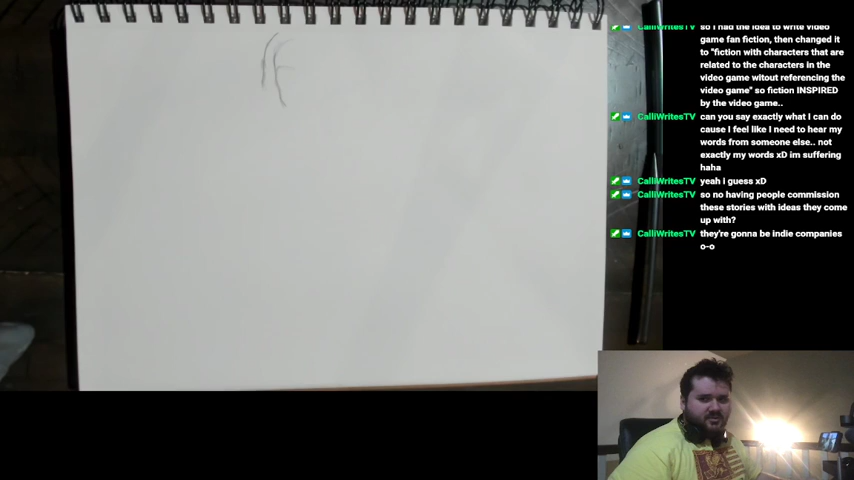 CalliWritesTV so I had the idea to write video
game fan fiction, then changed it
to "fiction with characters that are
related to the characters in the
video game witout referencing the
video game" so fiction INSPIRED
by the video game..
CalliWritesTV can you say exactly what I can do
cause I feel like I need to hear my
words from someone else.. not
exactly my words xD im suffering
haha
CalliWritesTV yeah i guess xD
CalliWritesTV so no having people commission
these stories with ideas they come
up with?
CalliWritesTV they're gonna be indie companies
o-o